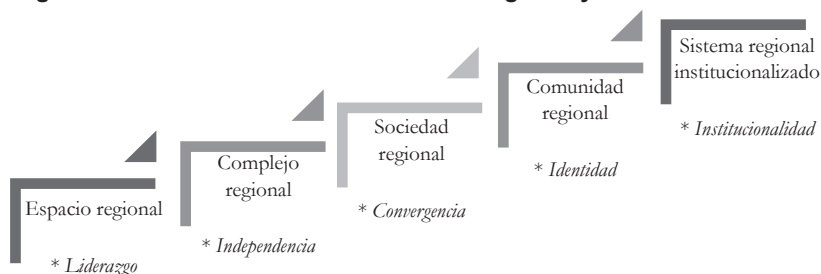 Espacio regional
* Liderazgo
Complejo
regional
* Independencia
Sociedad
regional
* Convergencia
Comunidad
regional
* Identidad
Sistema regional
institucionalizado
* Institucionalidad